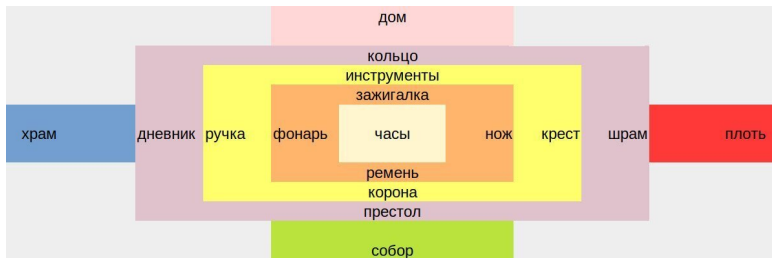 дом
кольцо
инструменты
зажигалка
храм дневник ручка фонарь часы нож крест шрам плоть
ремень
корона
престол
собор